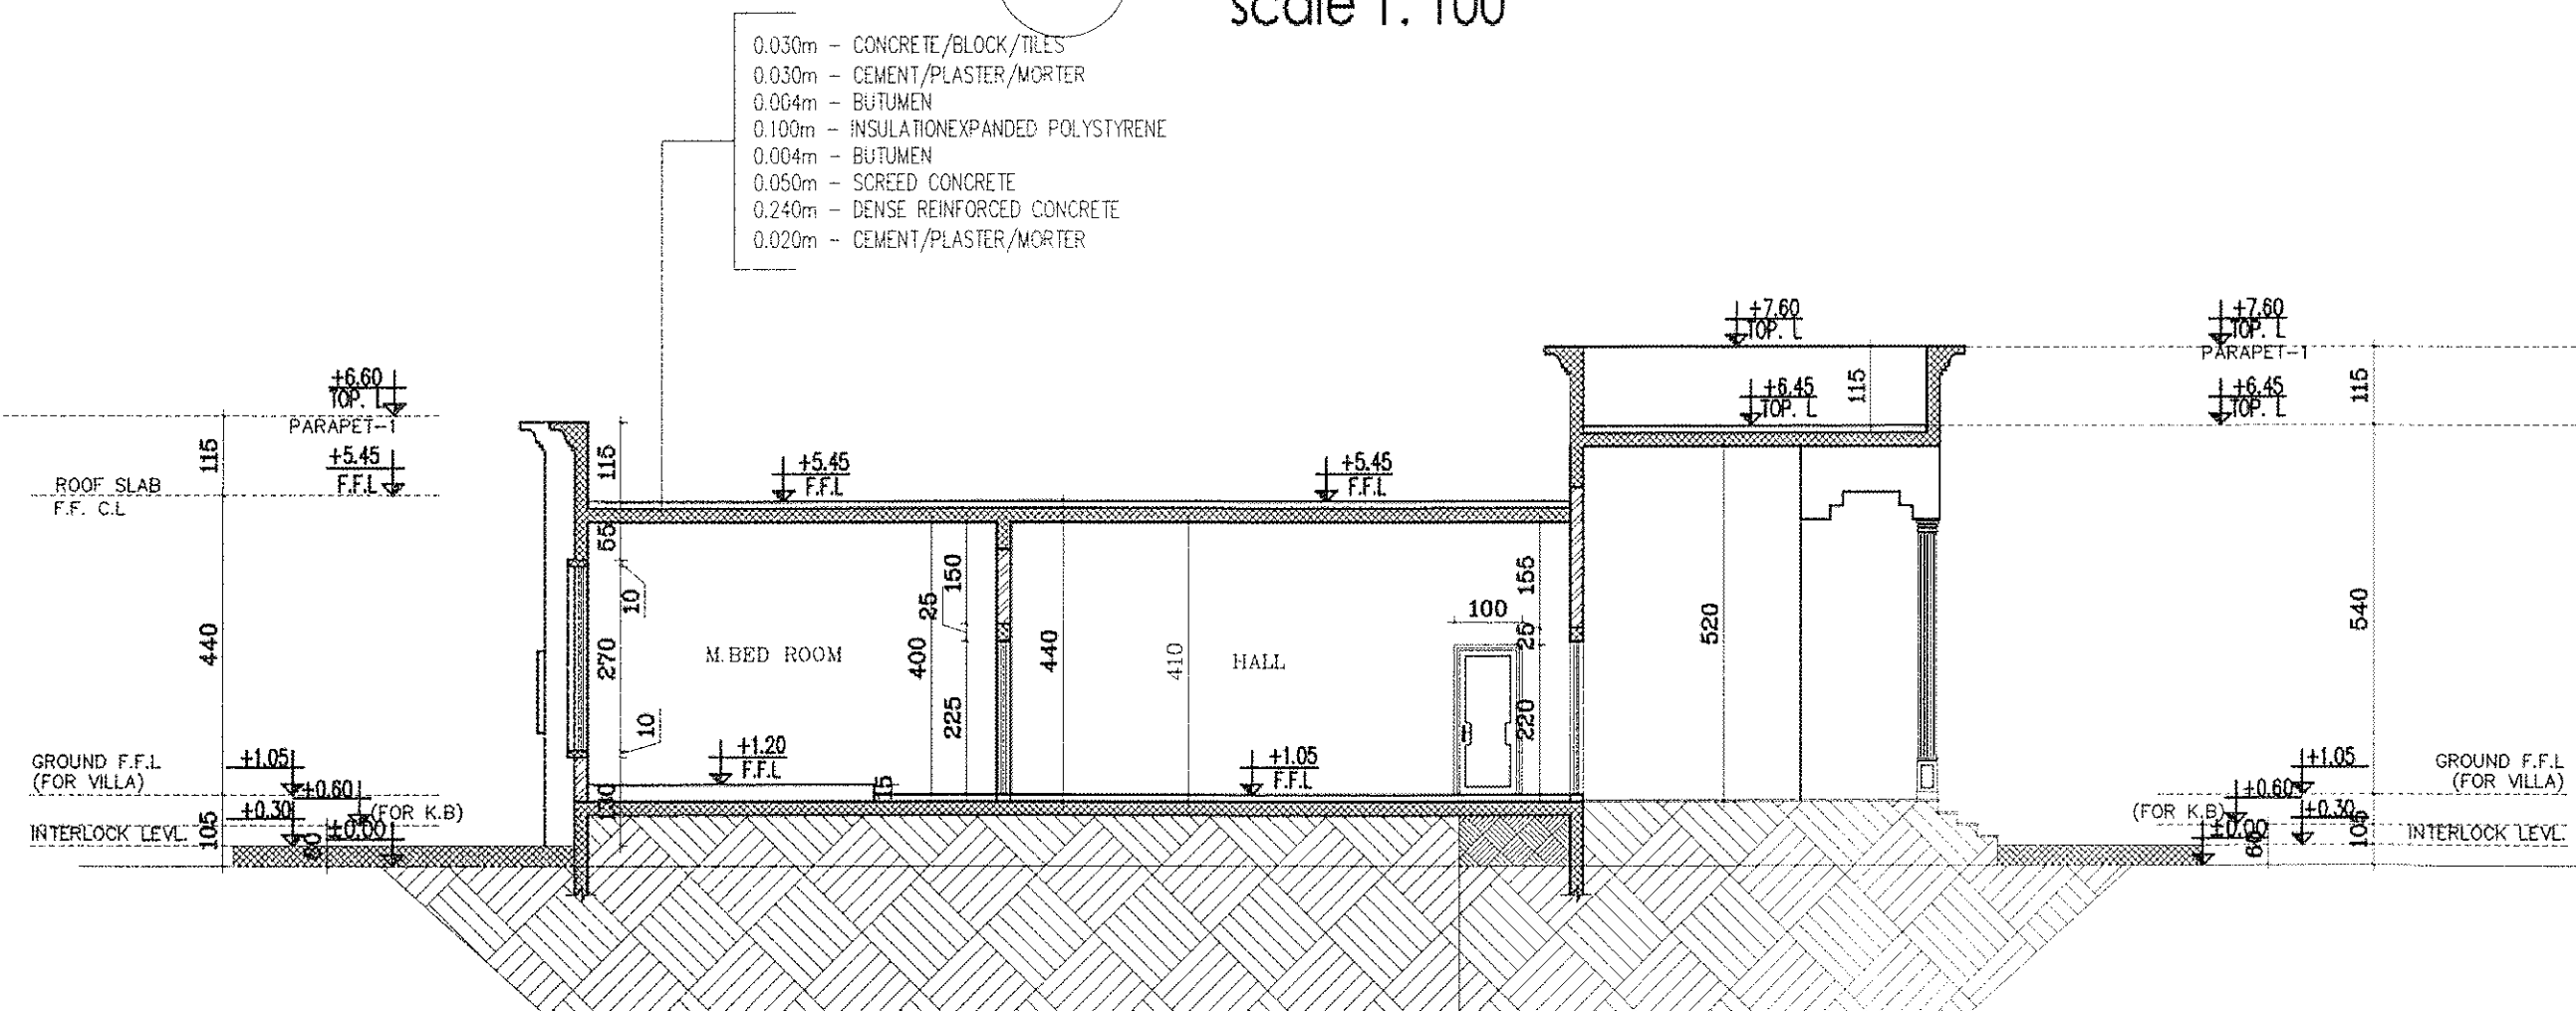 scale 1: 100
0.030m - CONCRETE/BLOCK/TILES
0.030m - CEMENT/PLASTER/MORTER
0.004m - BUTUMEN
0.100m - INSULATIONEXPANDED POLYSTYRENE
0.004m - BUTUMEN
0.050m - SCREED CONCRETE
0.240m - DENSE REINFORCED CONCRETE
0.020m - CEMENT/PLASTER/MORTER
+7.60
TOP. L
+7.60
TOP. L
PARAPET-1
+6.60
TOP. L
PARAPET-1
+6.45
TOP. L
115
+6.45
TOP. L
115
115
+5.45
F.F.L
ROOF SLAB
F.F. C.L
115
+5.45
F.F.L
+5.45
F.F.L
55
10
150
25
155
100
440
270
M.BED ROOM
400
440
410
HALL
25
520
540
10
225
220
GROUND F.F.L
(FOR VILLA)
+1.05
+1.20
F.F.L
+1.05
F.F.L
+1.05
GROUND F.F.L
(FOR VILLA)
+0.60
(FOR K.B)
+0.30
15
130
+0.60
(FOR K.B)
+0.30
INTERLOCK LEVL.
105
±0.00
60
±0.00
60
105
INTERLOCK LEVL.